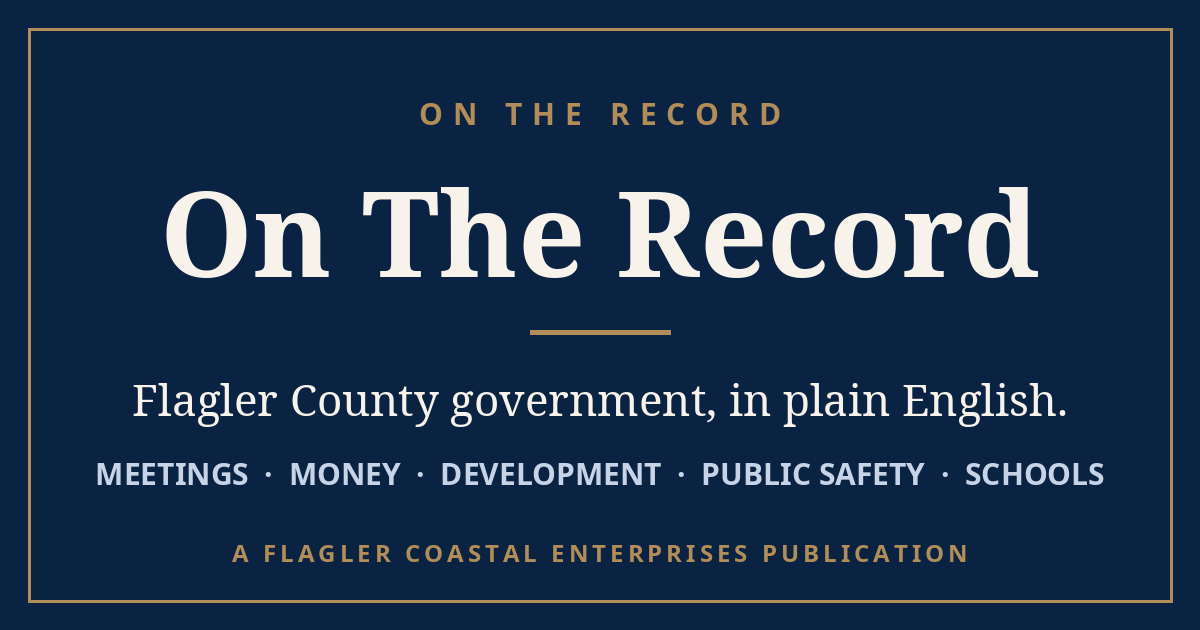 ON THE RECORD
On The Record
Flagler County government, in plain English.
MEETINGS · MONEY · DEVELOPMENT · PUBLIC SAFETY · SCHOOLS
A FLAGLER COASTAL ENTERPRISES PUBLICATION